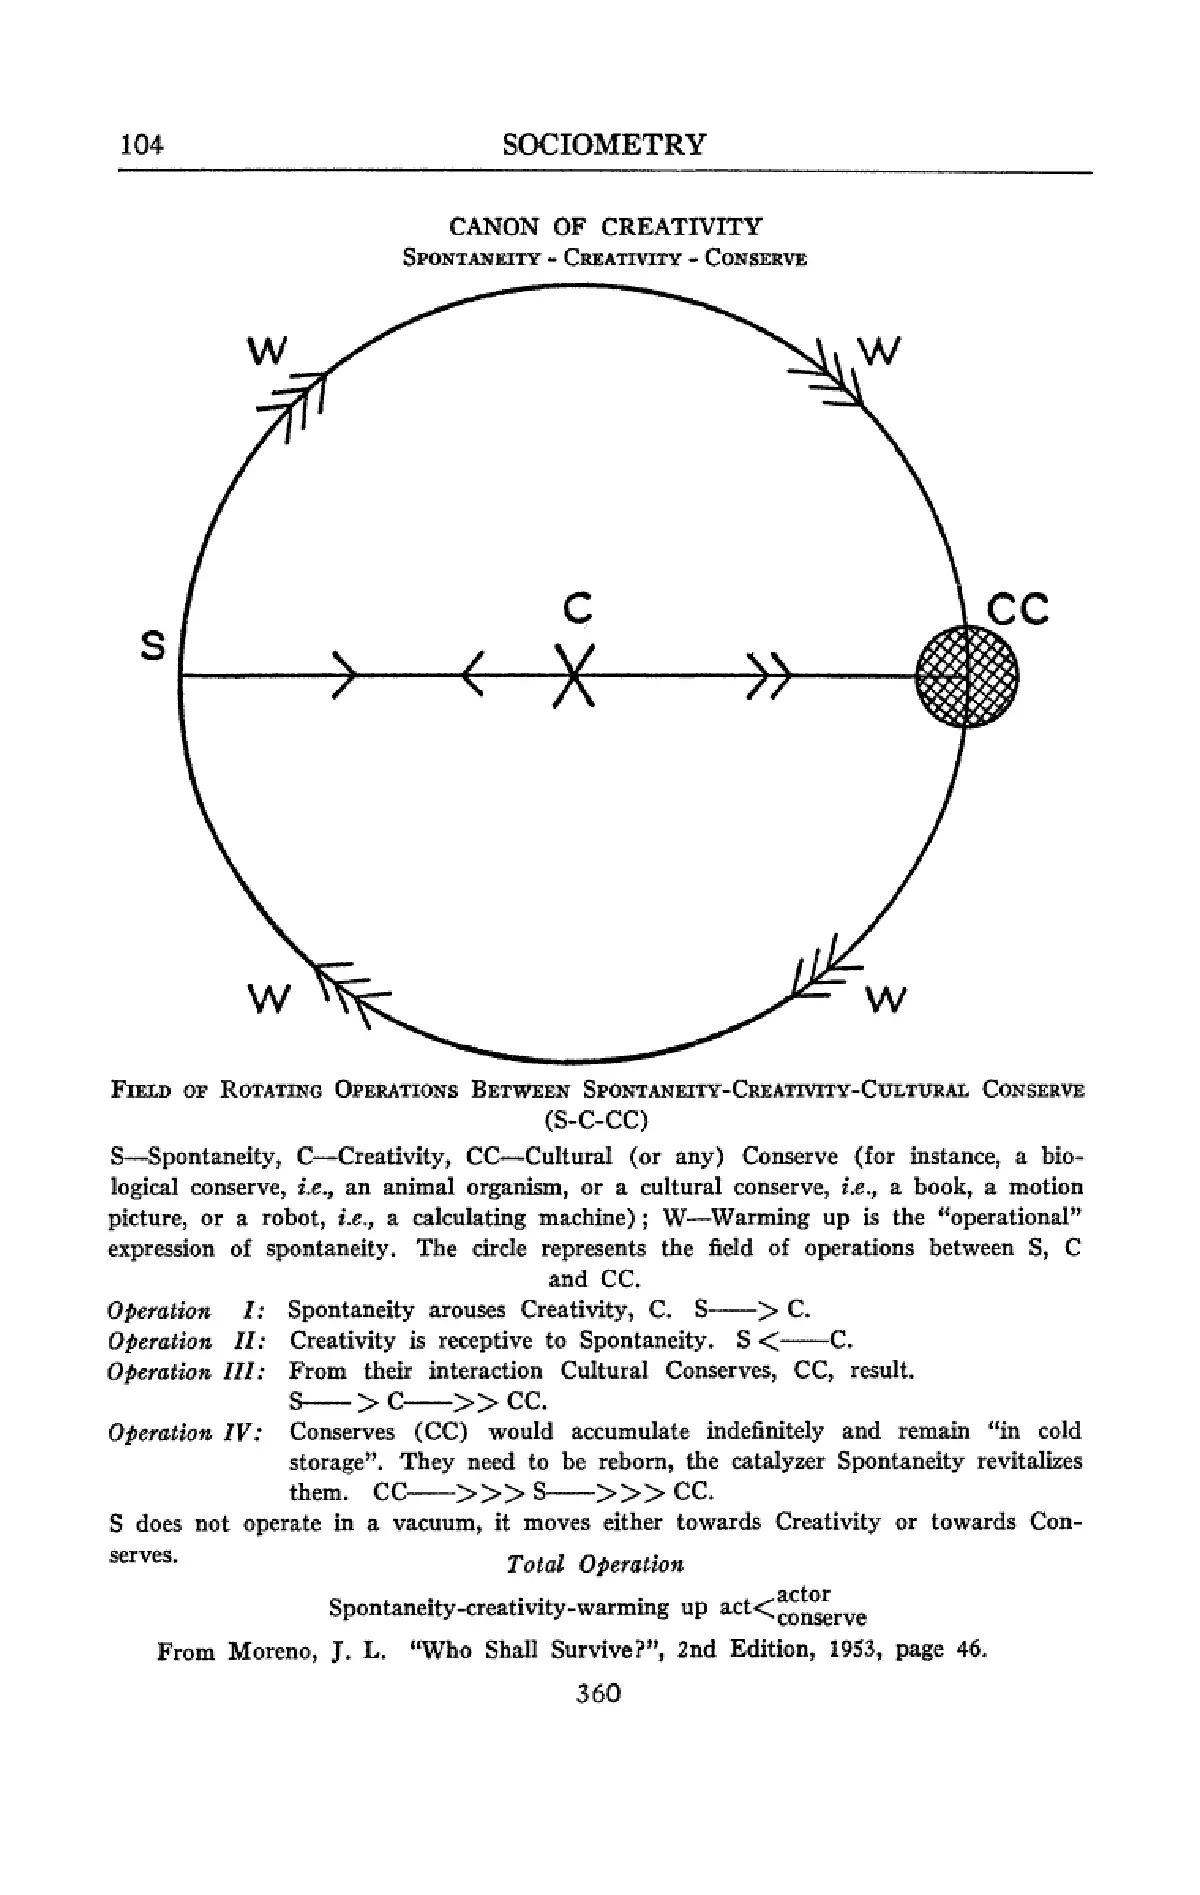 104 SOCIOMETRY
CANON OF CREATIVITY
SPONTANEITY - CREATIVITY - CONSERVE
W W
C CC
S
W W
FIELD OF ROTATING OPERATIONS BETWEEN SPONTANEITY-CREATIVITY-CULTURAL CONSERVE
(S-C-CC)
S—Spontaneity, C—Creativity, CC—Cultural (or any) Conserve (for instance, a bio-
logical conserve, i.e., an animal organism, or a cultural conserve, i.e., a book, a motion
picture, or a robot, i.e., a calculating machine); W—Warming up is the "operational"
expression of spontaneity. The circle represents the field of operations between S, C
and CC.
Operation I: Spontaneity arouses Creativity, C. S——> C.
Operation II: Creativity is receptive to Spontaneity. S <——C.
Operation III: From their interaction Cultural Conserves, CC, result.
S——> C——>> CC.
Operation IV: Conserves (CC) would accumulate indefinitely and remain "in cold
storage". They need to be reborn, the catalyzer Spontaneity revitalizes
them. CC——>>> S——>>> CC.
S does not operate in a vacuum, it moves either towards Creativity or towards Con-
serves.
Total Operation
Spontaneity-creativity-warming up act<actor
conserve
From Moreno, J. L. "Who Shall Survive?", 2nd Edition, 1953, page 46.
360